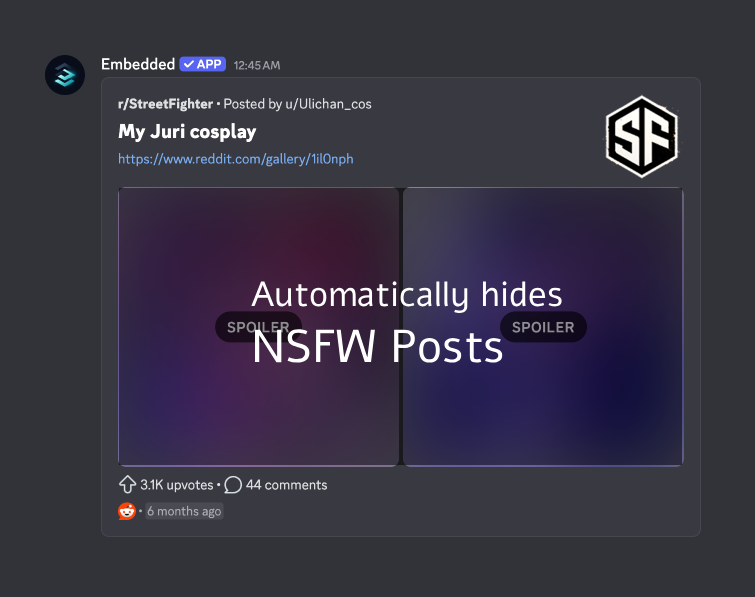 Embedded ✓ APP 12:45 AM
r/StreetFighter • Posted by u/Ulichan_cos
My Juri cosplay
https://www.reddit.com/gallery/1il0nph
SF
Automatically hides
SPOILER SPOILER
NSFW Posts
3.1K upvotes • 44 comments
• 6 months ago